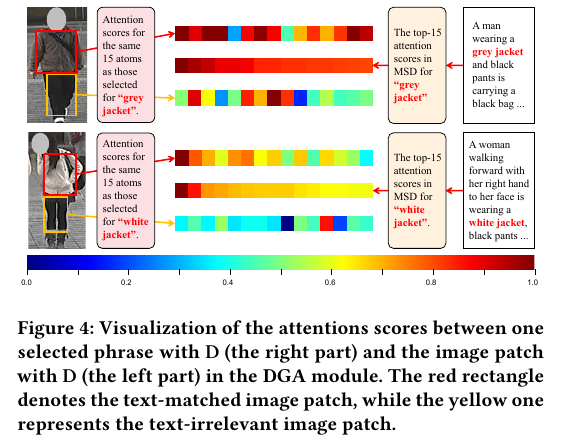 Attention
scores for
the same
15 atoms
as those
selected
for “grey
jacket”.
The top-15
attention
scores in
MSD for
“grey
jacket”
A man
wearing a
grey jacket
and black
pants is
carrying a
black bag ...
Attention
scores for
the same
15 atoms
as those
selected
for “white
jacket”.
The top-15
attention
scores in
MSD for
“white
jacket”.
A woman
walking
forward with
her right hand
to her face is
wearing a
white jacket,
black pants ...
0.0 0.2 0.4 0.6 0.8 1.0
Figure 4: Visualization of the attentions scores between one
selected phrase with D (the right part) and the image patch
with D (the left part) in the DGA module. The red rectangle
denotes the text-matched image patch, while the yellow one
represents the text-irrelevant image patch.